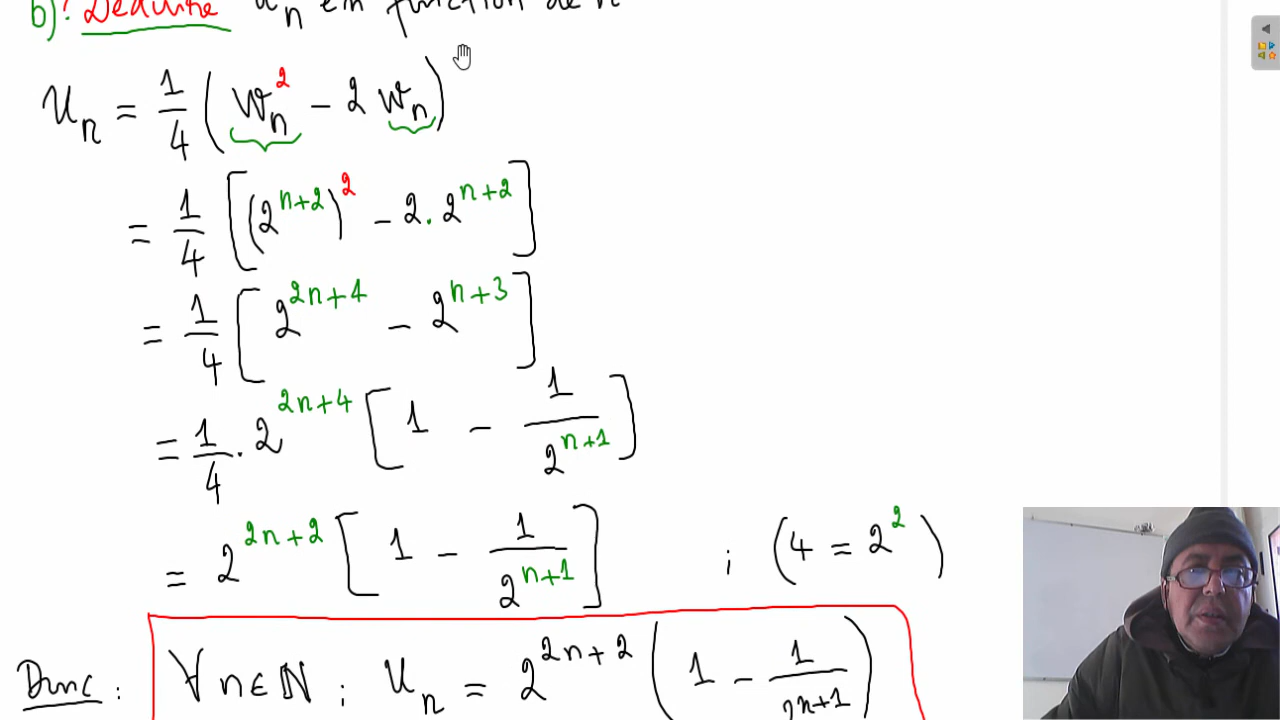 b)? Déduire u_n en fonction de n
u_n = 1/4 (w_n^2 - 2 w_n)
= 1/4 [(2^{n+2})^2 - 2 . 2^{n+2}]
= 1/4 [2^{2n+4} - 2^{n+3}]
= 1/4 . 2^{2n+4} [1 - 1/2^{n+1}]
= 2^{2n+2} [1 - 1/2^{n+1}] ; (4 = 2^2)
Donc : ∀n∈ℕ ; u_n = 2^{2n+2} (1 - 1/2^{n+1})